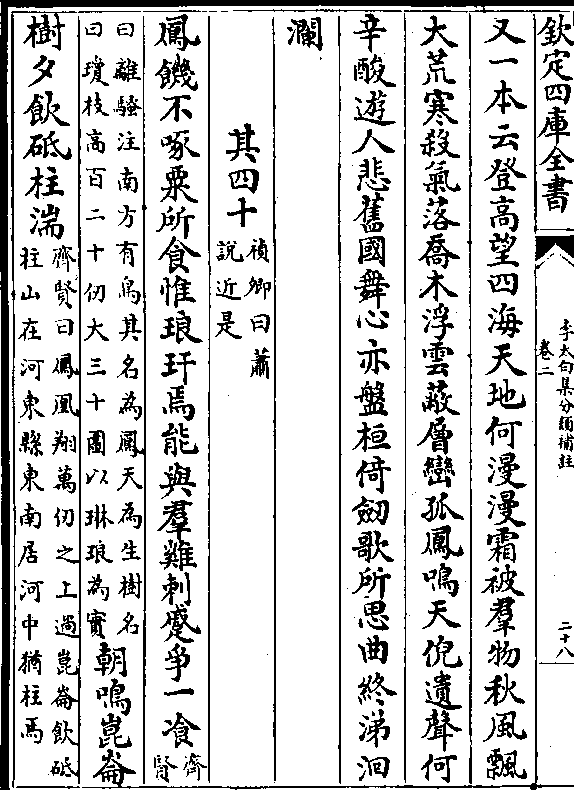 欽定四庫全書
李太白集分類補註
卷二
二十八
又一本云登高望四海天地何漫漫霜被羣物秋風飄
大荒寒殺氣落喬木浮雲蔽層巒孤鳳鳴天倪遺聲何
辛酸遊人悲舊國舞心亦盤桓倚劒歌所思曲終涕洄
瀾
其四十
禎卿曰蕭
說近是
鳳饑不啄粟所食惟琅玕焉能與羣雞刺蹙爭一飡
齊
賢
曰離騷注南方有鳥其名為鳳天為生樹名
曰瓊枝高百二十仞大三十圍以琳琅為實
朝鳴崑崙
樹夕飲砥柱湍
齊賢曰鳳凰翔萬仞之上過崑崙飲砥
柱山在河東縣東南居河中猶柱焉